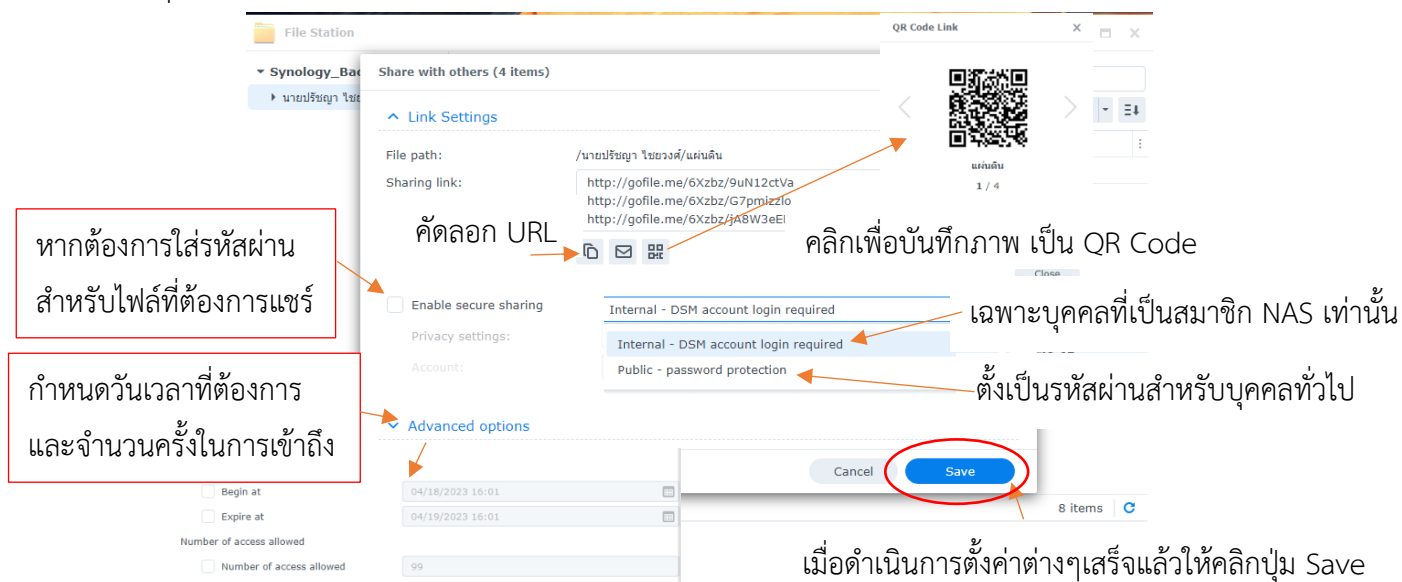 File Station
QR Code Link
Synology_Bac
นายปรัชญา ไชย
Share with others (4 items)
Link Settings
แผ่นดิน
1 / 4
File path:
/นายปรัชญา ไชยวงศ์/แผ่นดิน
Sharing link:
http://gofile.me/6Xzbz/9uN12ctVa
http://gofile.me/6Xzbz/G7pmizzIo
http://gofile.me/6Xzbz/jA8W3eEI
คัดลอก URL
คลิกเพื่อบันทึกภาพ เป็น QR Code
Close
หากต้องการใส่รหัสผ่าน
สำหรับไฟล์ที่ต้องการแชร์
Enable secure sharing
Internal - DSM account login required
เฉพาะบุคคลที่เป็นสมาชิก NAS เท่านั้น
Privacy settings:
Internal - DSM account login required
Account:
Public - password protection
ตั้งเป็นรหัสผ่านสำหรับบุคคลทั่วไป
กำหนดวันเวลาที่ต้องการ
และจำนวนครั้งในการเข้าถึง
Advanced options
Cancel
Save
Begin at
04/18/2023 16:01
Expire at
04/19/2023 16:01
8 items
Number of access allowed
Number of access allowed
99
เมื่อดำเนินการตั้งค่าต่างๆเสร็จแล้วให้คลิกปุ่ม Save